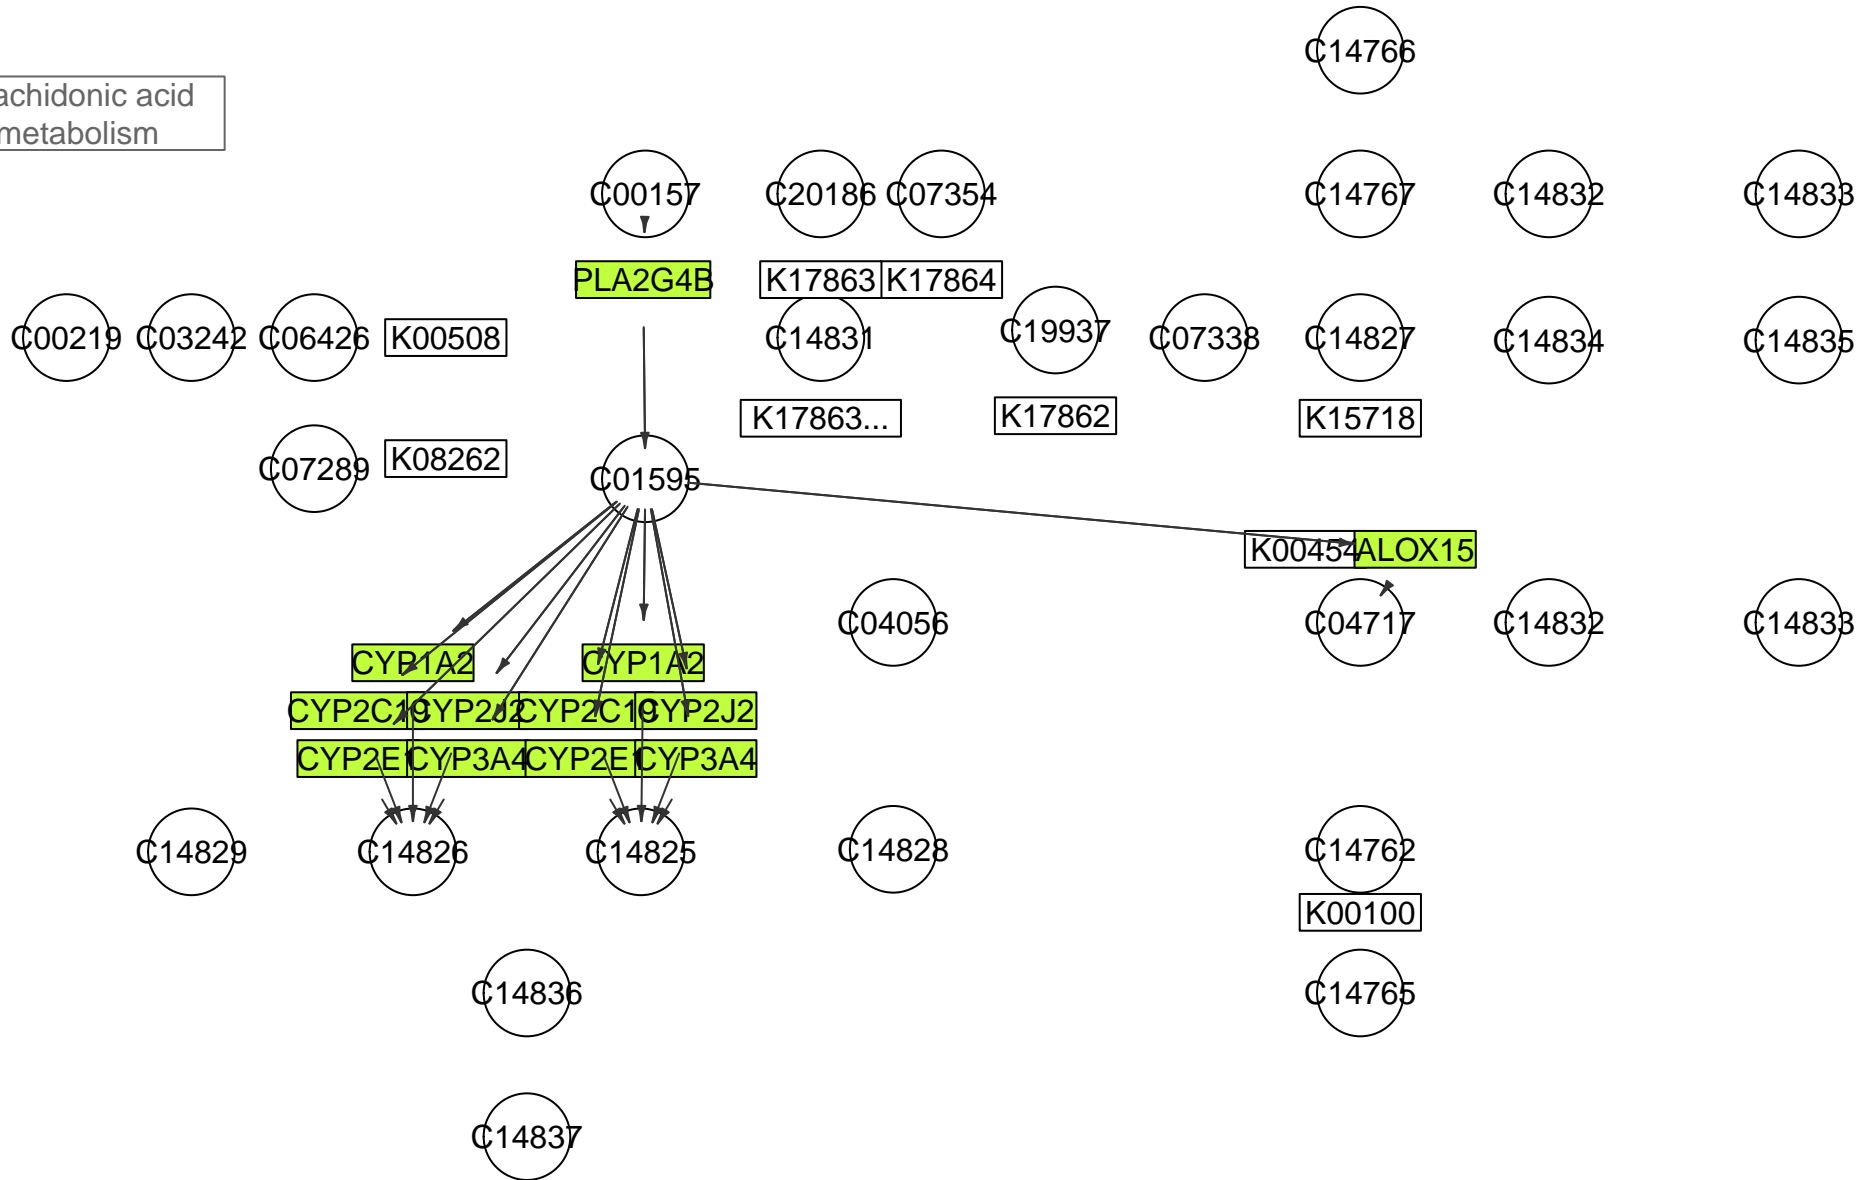 C14766
achidonic acid
metabolism
C00157
C20186
C07354
C14767
C14832
C14833
PLA2G4B
K17863
K17864
C00219
C03242
C06426
K00508
C14831
C19937
C07338
C14827
C14834
C14835
K17863...
K17862
K15718
C07289
K08262
C01595
K00454
ALOX15
C04056
C04717
C14832
C14833
CYP1A2
CYP1A2
CYP2C19
CYP2J2
CYP2C19
CYP2J2
CYP2E1
CYP3A4
CYP2E1
CYP3A4
C14829
C14826
C14825
C14828
C14762
K00100
C14836
C14765
C14837